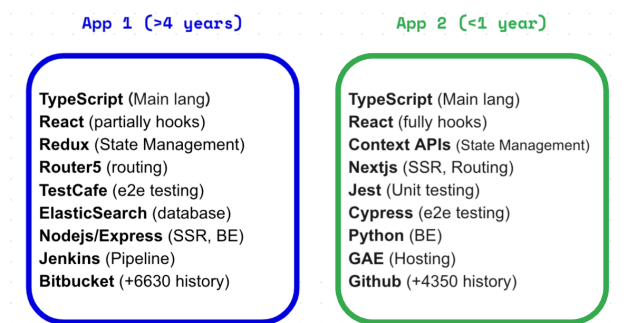 App 1 (>4 years)
TypeScript (Main lang)
React (partially hooks)
Redux (State Management)
Router5 (routing)
TestCafe (e2e testing)
ElasticSearch (database)
Nodejs/Express (SSR, BE)
Jenkins (Pipeline)
Bitbucket (+6630 history)
App 2 (<1 year)
TypeScript (Main lang)
React (fully hooks)
Context APIs (State Management)
Nextjs (SSR, Routing)
Jest (Unit testing)
Cypress (e2e testing)
Python (BE)
GAE (Hosting)
Github (+4350 history)